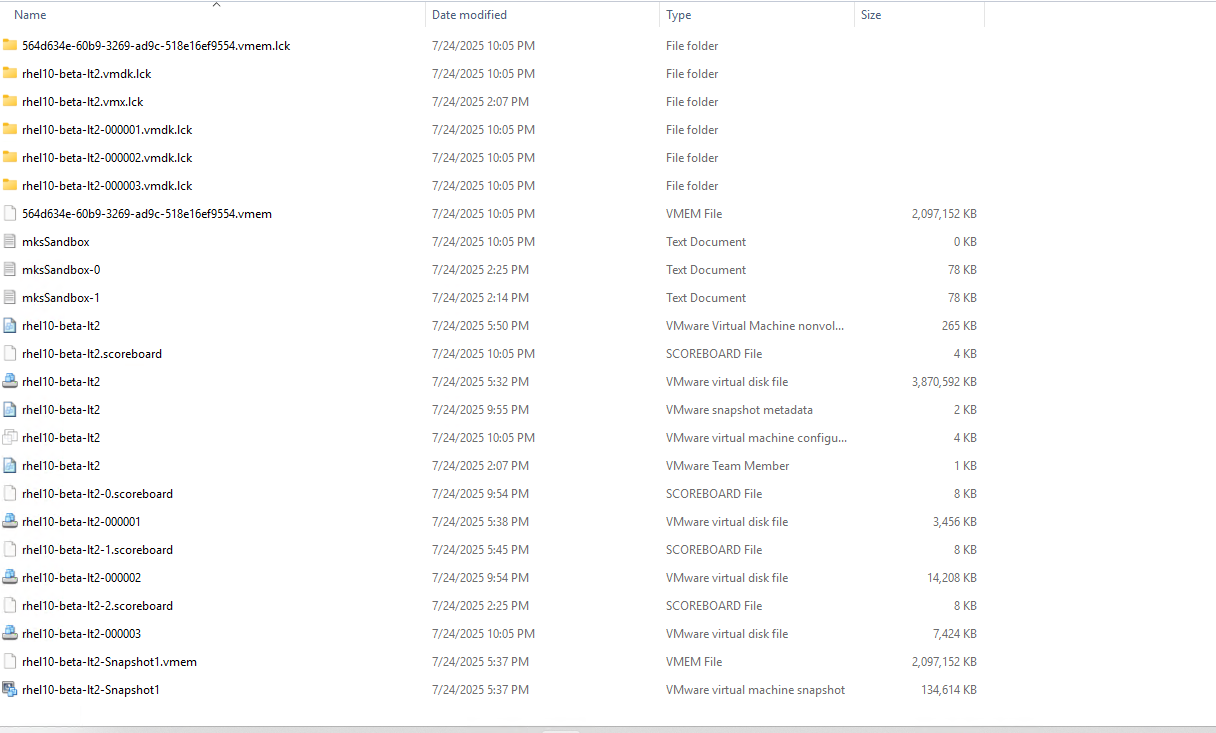 Name Date modified Type Size
564d634e-60b9-3269-ad9c-518e16ef9554.vmem.lck 7/24/2025 10:05 PM File folder
rhel10-beta-lt2.vmdk.lck 7/24/2025 10:05 PM File folder
rhel10-beta-lt2.vmx.lck 7/24/2025 2:07 PM File folder
rhel10-beta-lt2-000001.vmdk.lck 7/24/2025 10:05 PM File folder
rhel10-beta-lt2-000002.vmdk.lck 7/24/2025 10:05 PM File folder
rhel10-beta-lt2-000003.vmdk.lck 7/24/2025 10:05 PM File folder
564d634e-60b9-3269-ad9c-518e16ef9554.vmem 7/24/2025 10:05 PM VMEM File 2,097,152 KB
mksSandbox 7/24/2025 10:05 PM Text Document 0 KB
mksSandbox-0 7/24/2025 2:25 PM Text Document 78 KB
mksSandbox-1 7/24/2025 2:14 PM Text Document 78 KB
rhel10-beta-lt2 7/24/2025 5:50 PM VMware Virtual Machine nonvol... 265 KB
rhel10-beta-lt2.scoreboard 7/24/2025 10:05 PM SCOREBOARD File 4 KB
rhel10-beta-lt2 7/24/2025 5:32 PM VMware virtual disk file 3,870,592 KB
rhel10-beta-lt2 7/24/2025 9:55 PM VMware snapshot metadata 2 KB
rhel10-beta-lt2 7/24/2025 10:05 PM VMware virtual machine configu... 4 KB
rhel10-beta-lt2 7/24/2025 2:07 PM VMware Team Member 1 KB
rhel10-beta-lt2-0.scoreboard 7/24/2025 9:54 PM SCOREBOARD File 8 KB
rhel10-beta-lt2-000001 7/24/2025 5:38 PM VMware virtual disk file 3,456 KB
rhel10-beta-lt2-1.scoreboard 7/24/2025 5:45 PM SCOREBOARD File 8 KB
rhel10-beta-lt2-000002 7/24/2025 9:54 PM VMware virtual disk file 14,208 KB
rhel10-beta-lt2-2.scoreboard 7/24/2025 2:25 PM SCOREBOARD File 8 KB
rhel10-beta-lt2-000003 7/24/2025 10:05 PM VMware virtual disk file 7,424 KB
rhel10-beta-lt2-Snapshot1.vmem 7/24/2025 5:37 PM VMEM File 2,097,152 KB
rhel10-beta-lt2-Snapshot1 7/24/2025 5:37 PM VMware virtual machine snapshot 134,614 KB